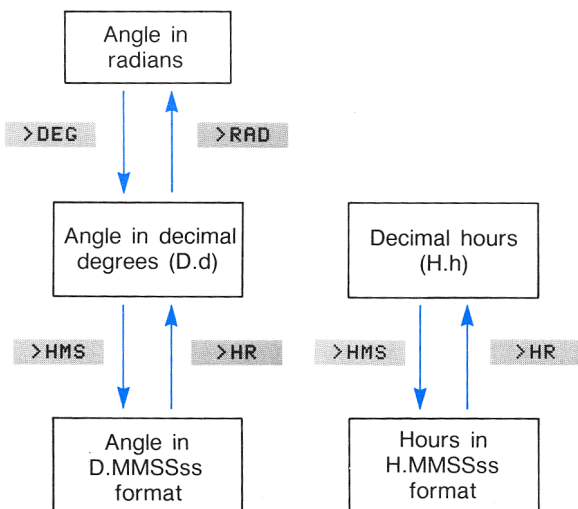 Angle in
radians
>DEG
>RAD
Angle in decimal
degrees (D.d)
Decimal hours
(H.h)
>HMS
>HR
>HMS
>HR
Angle in
D.MMSSss
format
Hours in
H.MMSSss
format